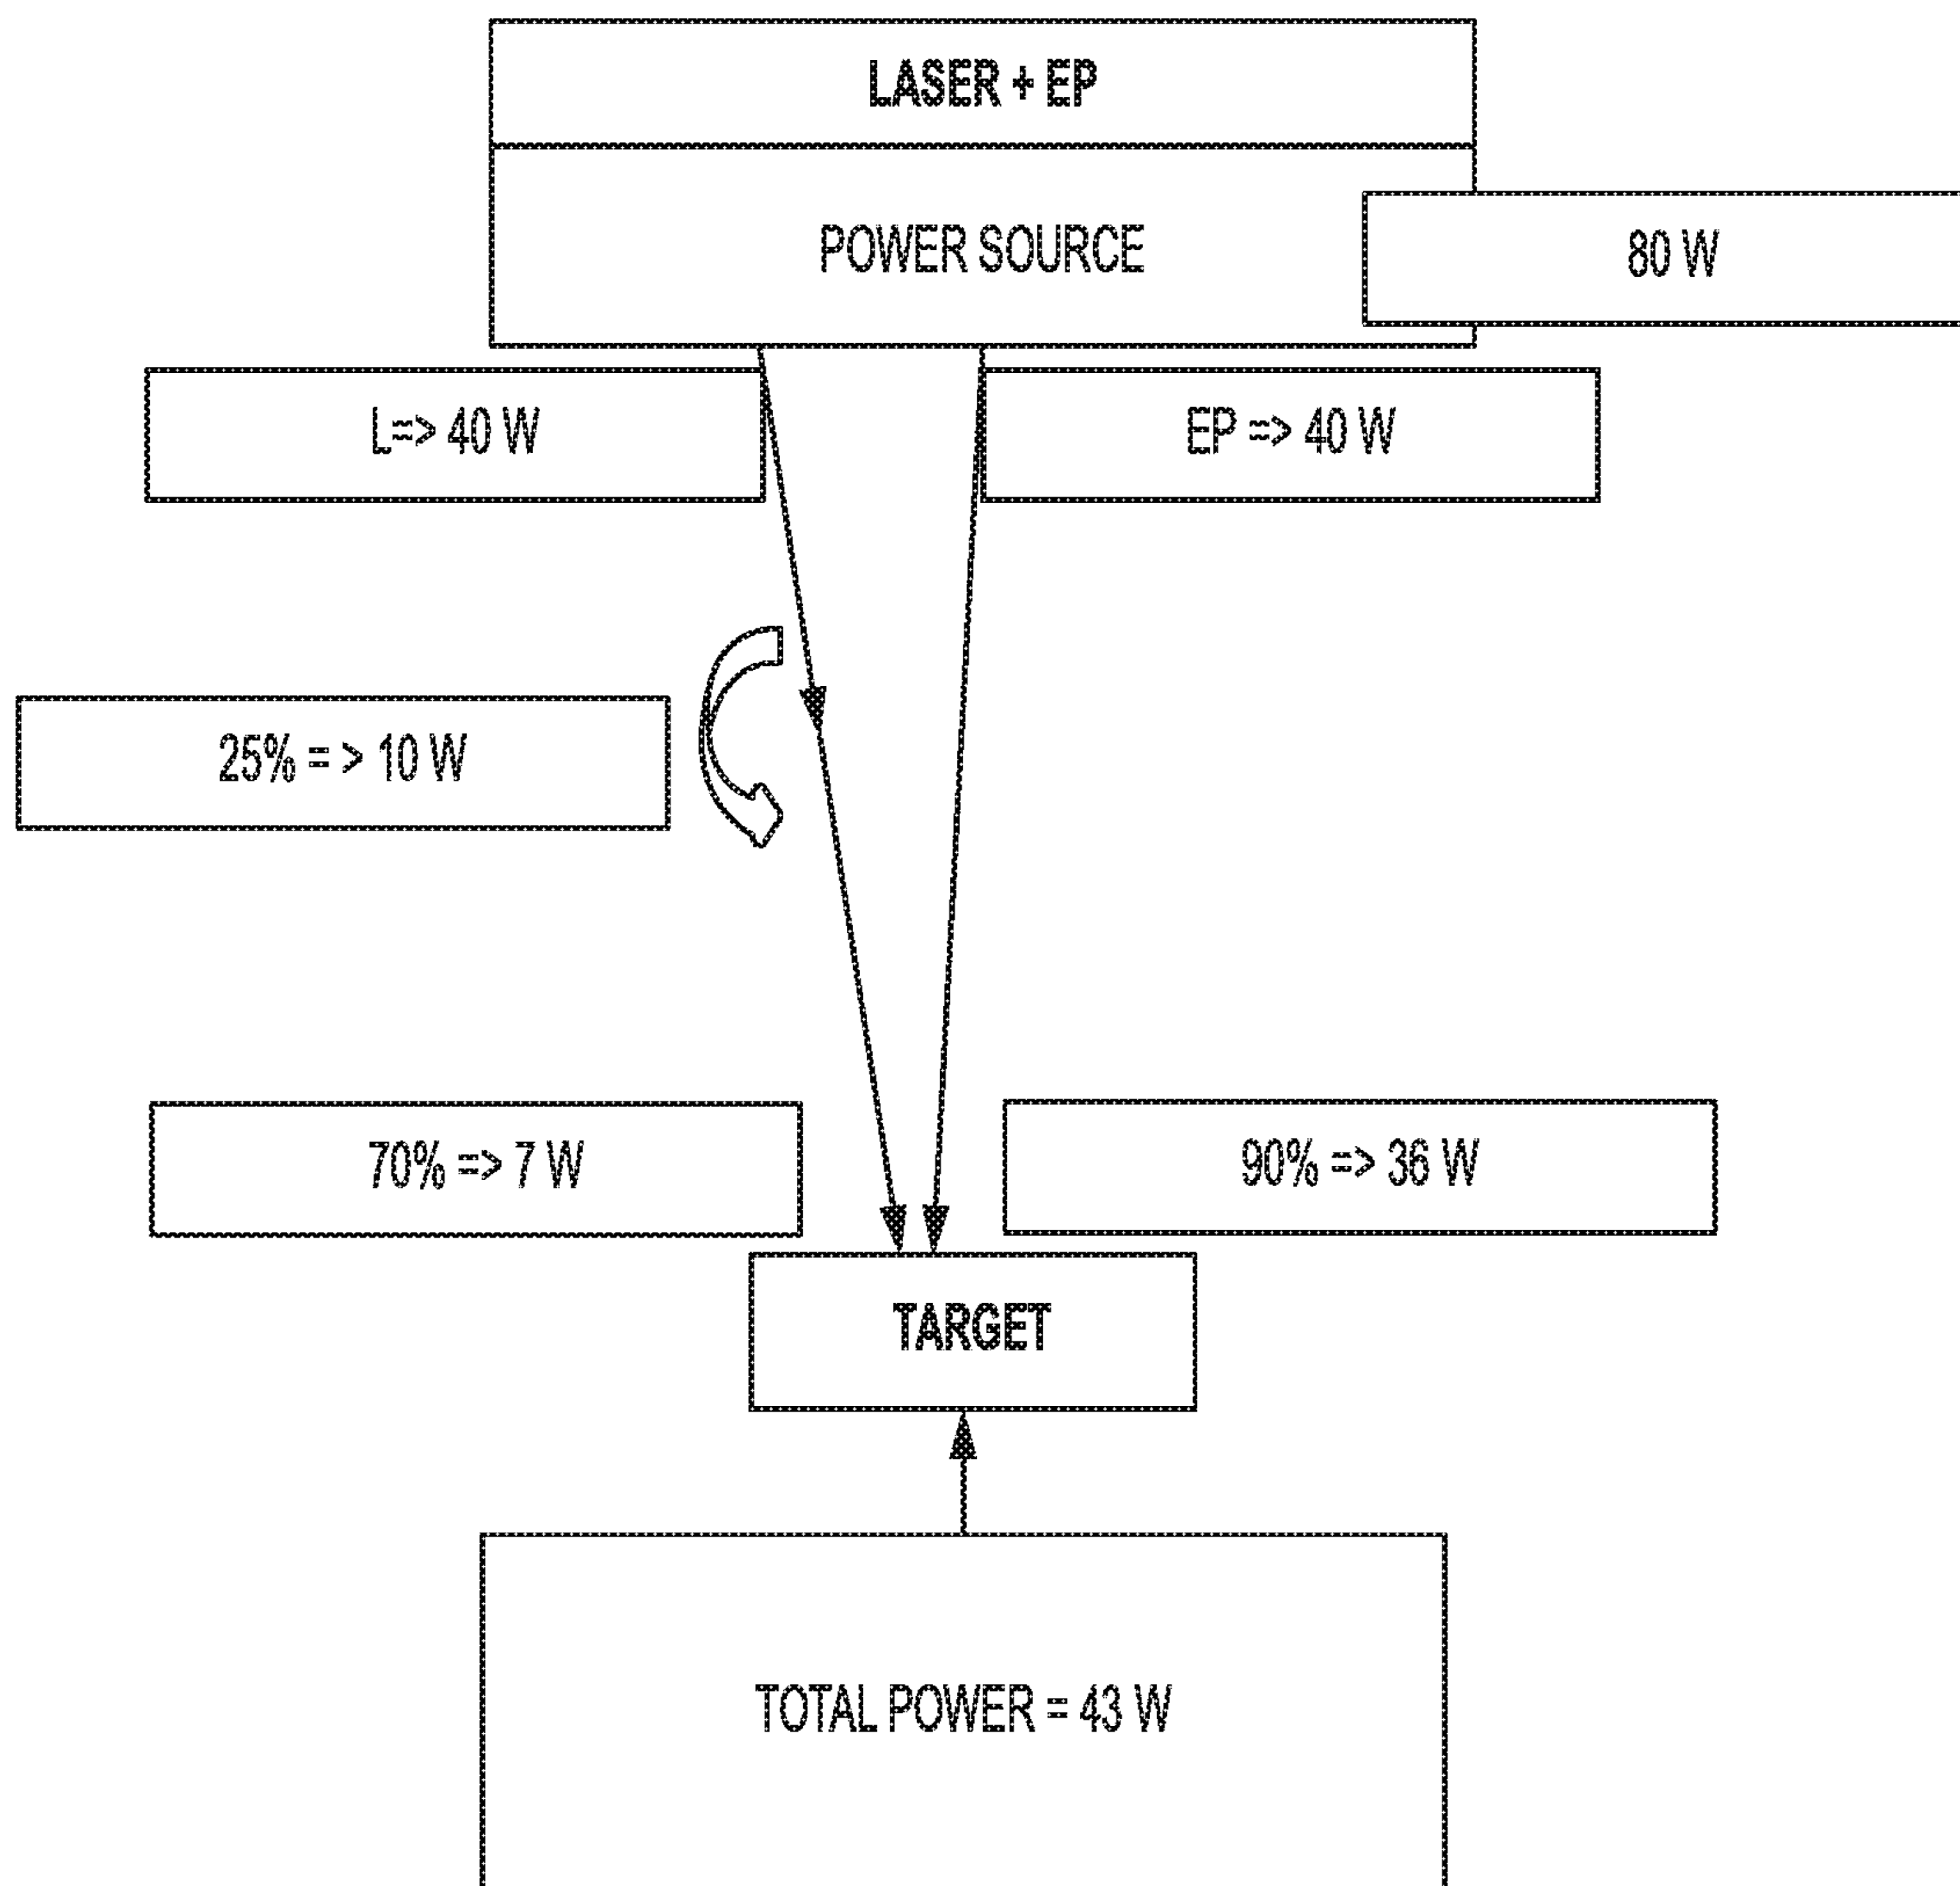 LASER + EP
POWER SOURCE
80 W
L=> 40 W
EP => 40 W
25% = > 10 W
70% => 7 W
90% => 36 W
TARGET
TOTAL POWER = 43 W